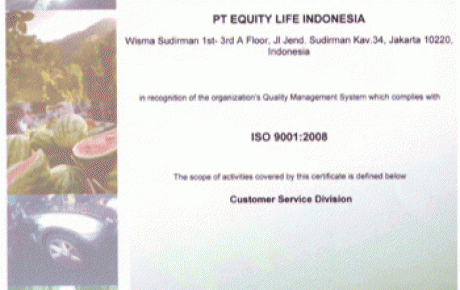 PT EQUITY LIFE INDONESIA
Wisma Sudirman 1st- 3rd A Floor, Jl Jend. Sudirman Kav.34, Jakarta 10220,
Indonesia
in recognition of the organization's Quality Management System which complies with
ISO 9001:2008
The scope of activities covered by this certificate is defined below
Customer Service Division